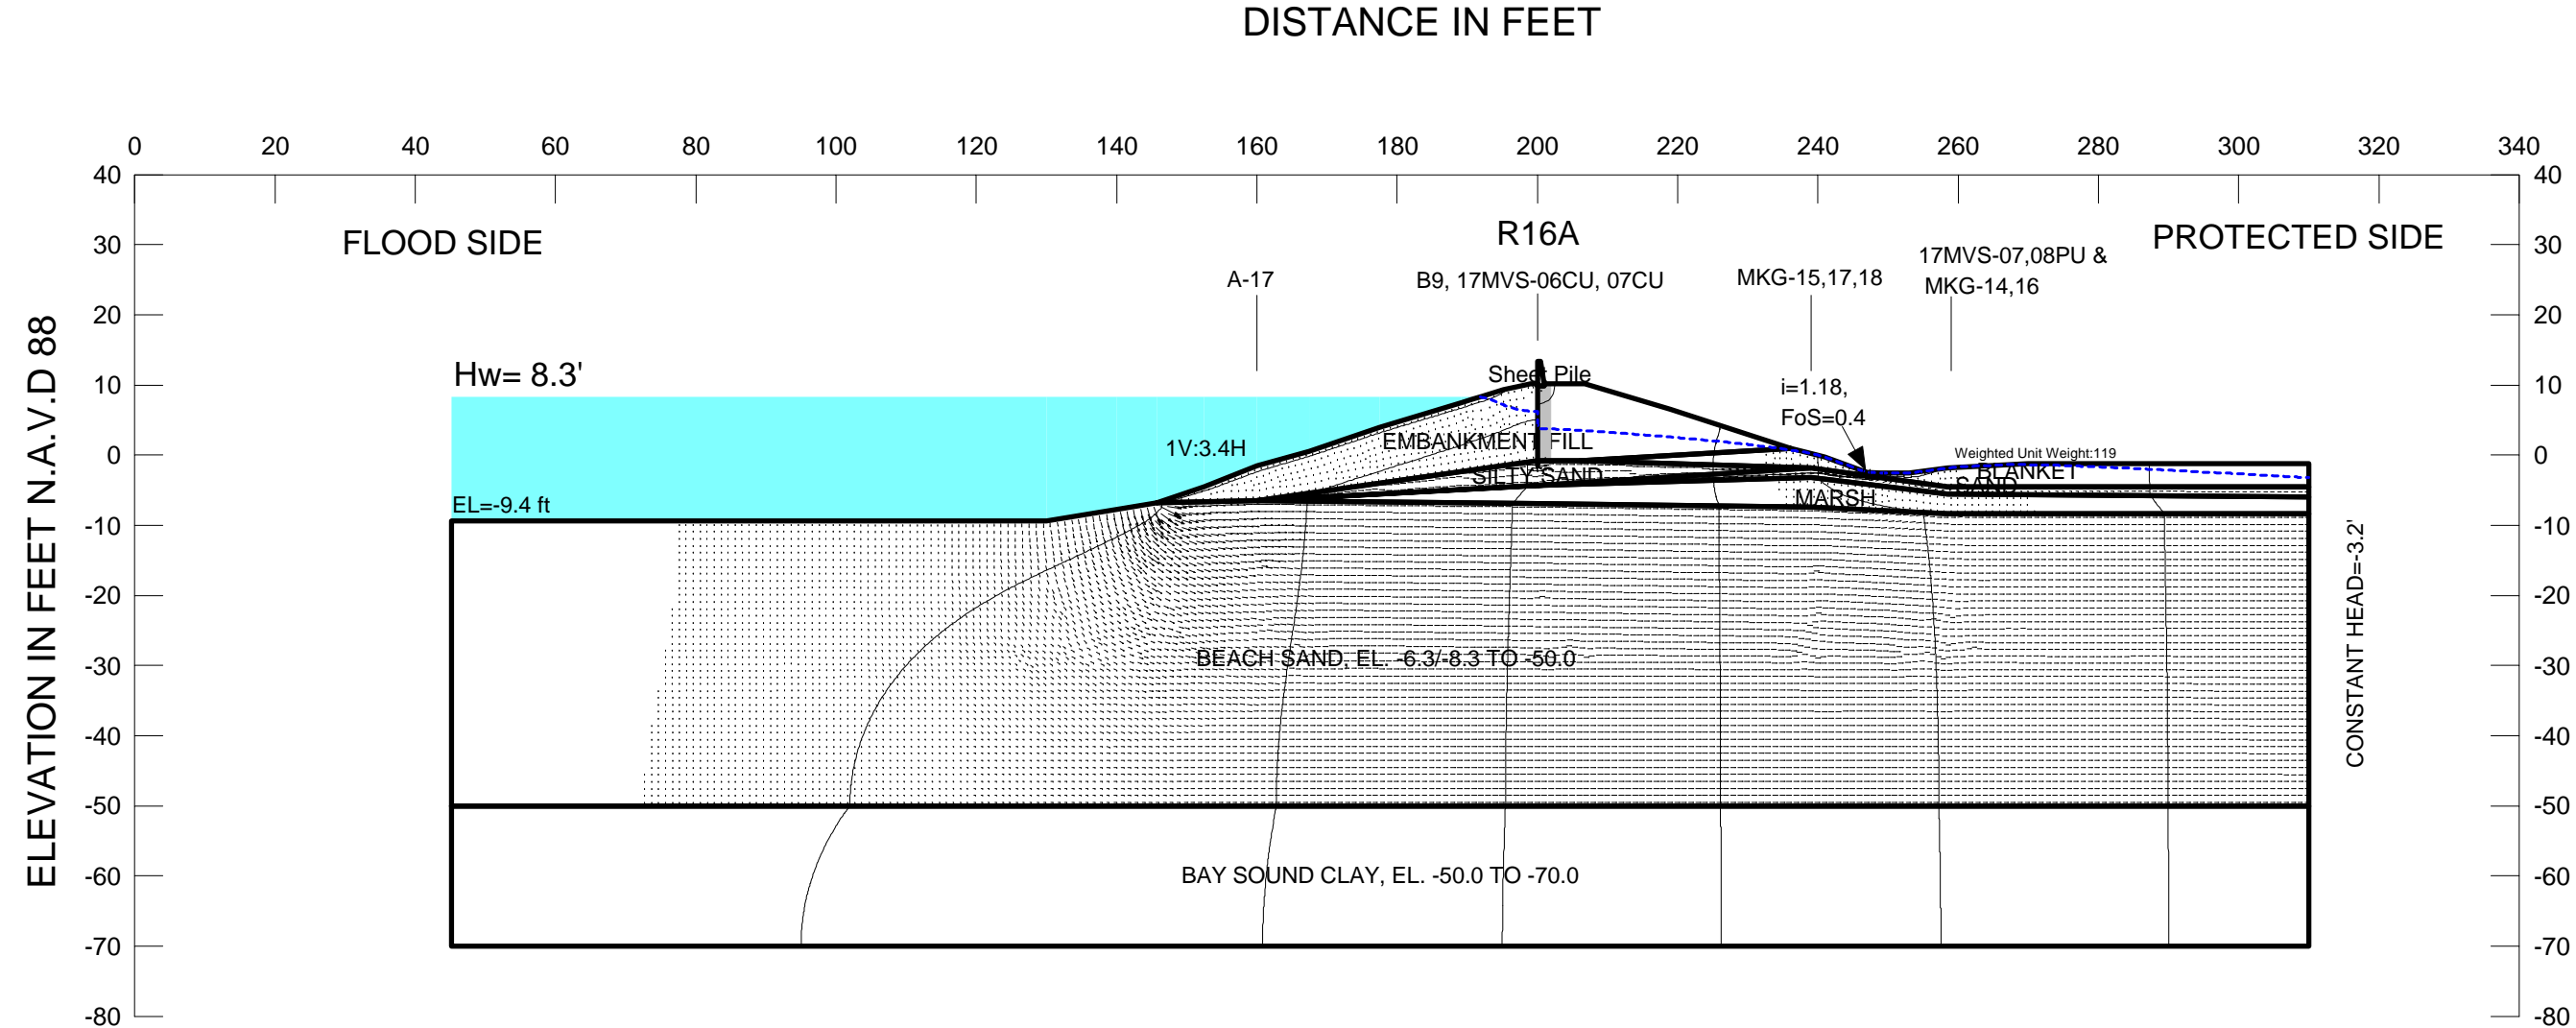 DISTANCE IN FEET
0 20 40 60 80 100 120 140 160 180 200 220 240 260 280 300 320 340
40 40
30 30
20 20
10 10
0 0
-10 -10
-20 -20
-30 -30
-40 -40
-50 -50
-60 -60
-70 -70
-80 -80
ELEVATION IN FEET N.A.V.D 88
FLOOD SIDE
R16A
PROTECTED SIDE
A-17
B9, 17MVS-06CU, 07CU
MKG-15,17,18
17MVS-07,08PU &
MKG-14,16
Hw= 8.3'
Sheet Pile
i=1.18,
FoS=0.4
1V:3.4H
EMBANKMENT FILL
Weighted Unit Weight:119
BLANKET
SILTY SAND
SAND
MARSH
EL=-9.4 ft
CONSTANT HEAD=-3.2'
BEACH SAND, EL. -6.3/-8.3 TO -50.0
BAY SOUND CLAY, EL. -50.0 TO -70.0